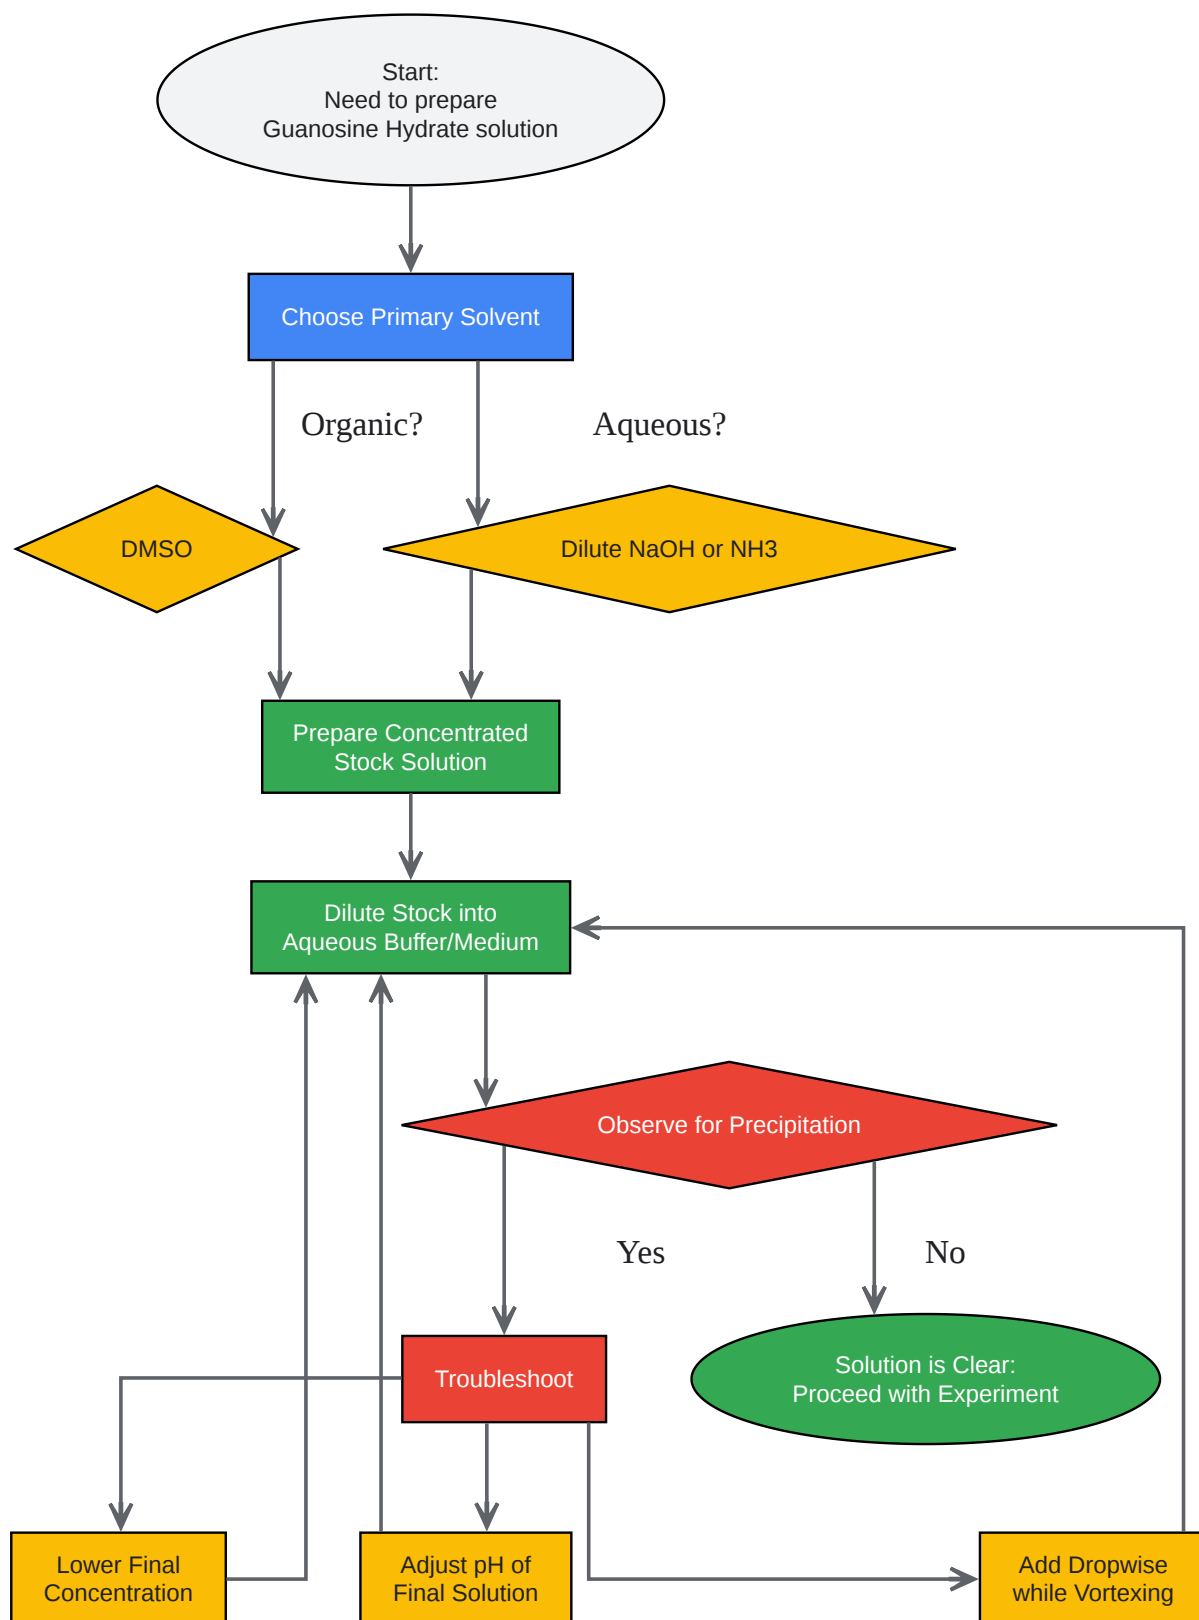 Start:
Need to prepare
Guanosine Hydrate solution
Choose Primary Solvent
Organic?
Aqueous?
DMSO
Dilute NaOH or NH3
Prepare Concentrated
Stock Solution
Dilute Stock into
Aqueous Buffer/Medium
Observe for Precipitation
Yes
No
Troubleshoot
Solution is Clear:
Proceed with Experiment
Lower Final
Concentration
Adjust pH of
Final Solution
Add Dropwise
while Vortexing